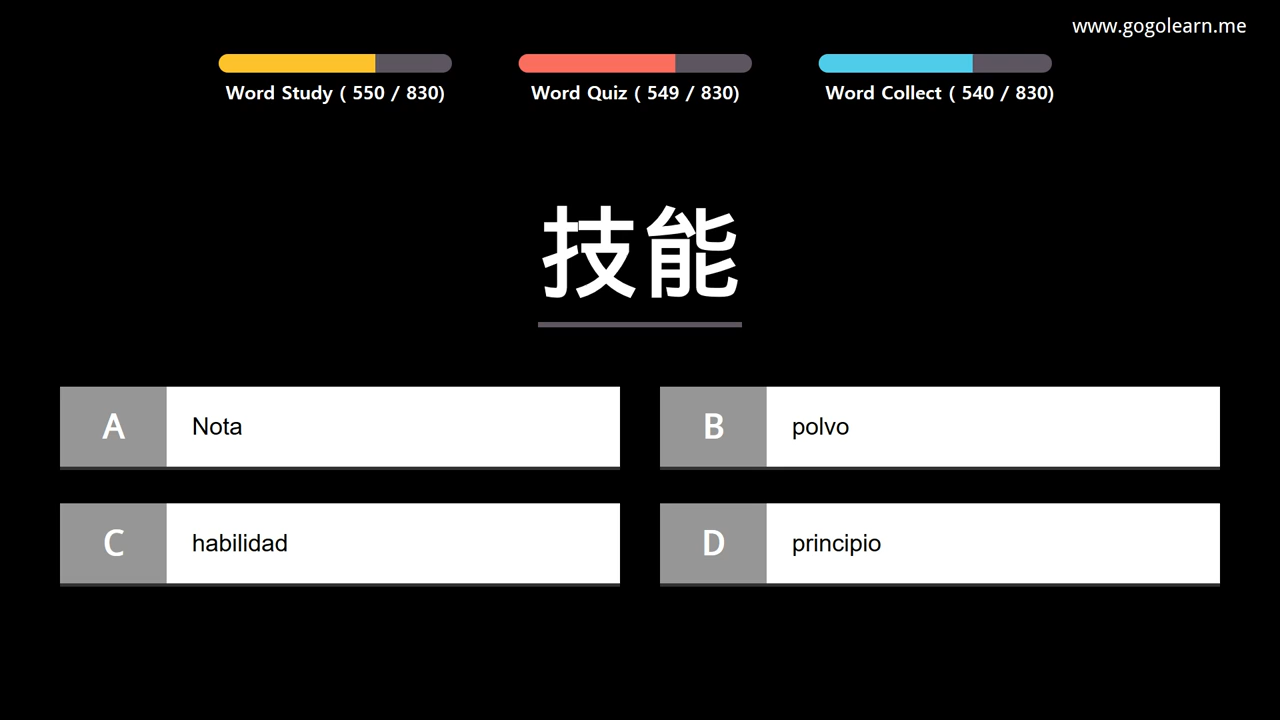 www.gogolearn.me
Word Study ( 550 / 830)
Word Quiz ( 549 / 830)
Word Collect ( 540 / 830)
技能
A
Nota
B
polvo
C
habilidad
D
principio